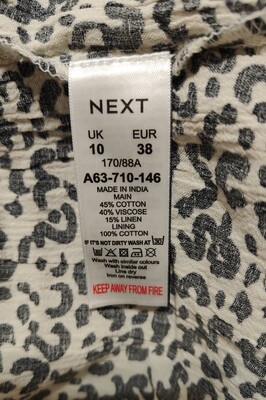 NEXT
UK EUR
10 38
170/88A
A63-710-146
MADE IN INDIA
MAIN
45% COTTON
40% VISCOSE
15% LINEN
LINING
100% COTTON
IF IT'S NOT DIRTY WASH AT 30
Wash with similar colours
Wash inside out
Line dry
Iron on reverse
KEEP AWAY FROM FIRE